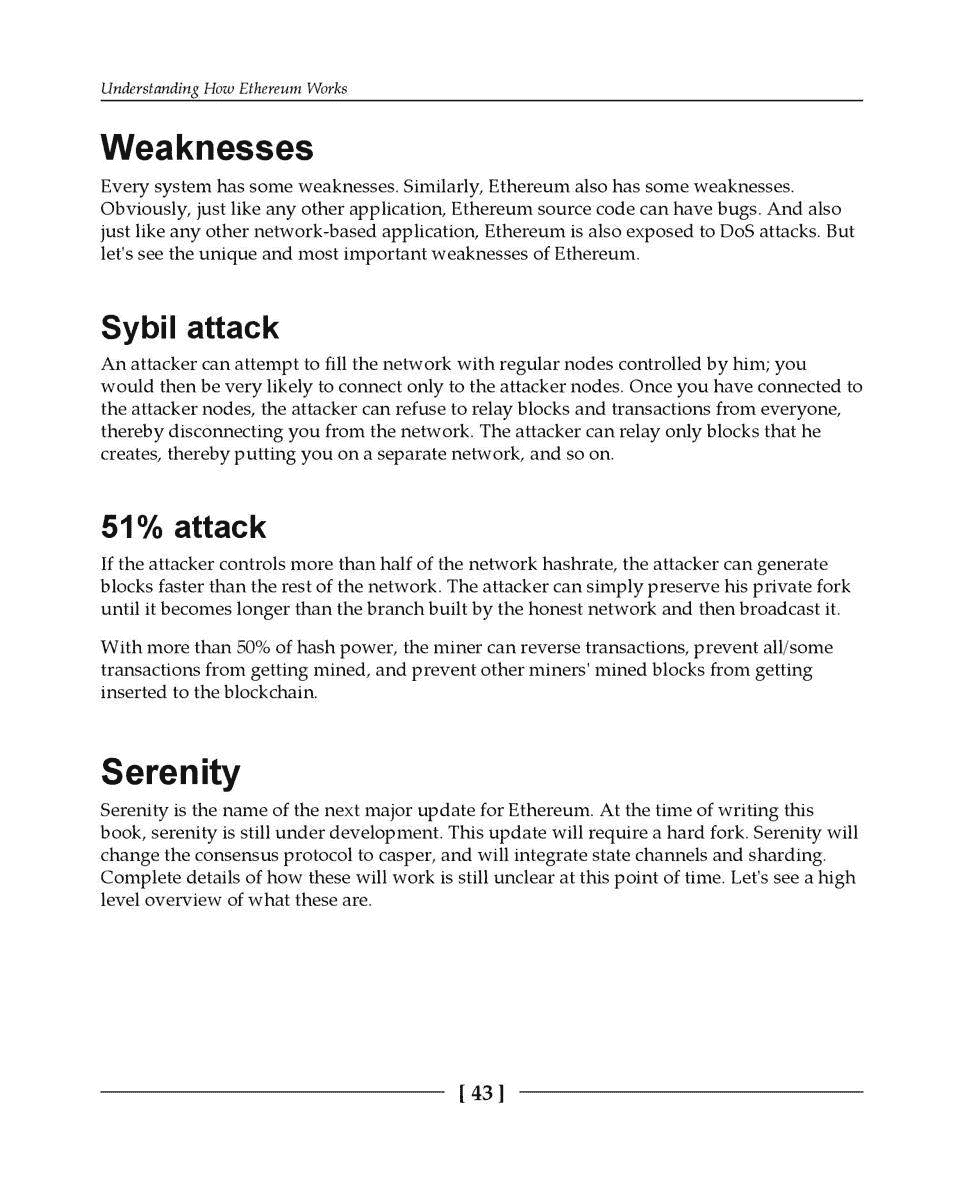 Understanding How Ethereum Works
Weaknesses
Every system has some weaknesses. Similarly, Ethereum also has some weaknesses.
Obviously, just like any other application, Ethereum source code can have bugs. And also
just like any other network-based application, Ethereum is also exposed to DoS attacks. But
let's see the unique and most important weaknesses of Ethereum.
Sybil attack
An attacker can attempt to fill the network with regular nodes controlled by him; you
would then be very likely to connect only to the attacker nodes. Once you have connected to
the attacker nodes, the attacker can refuse to relay blocks and transactions from everyone,
thereby disconnecting you from the network. The attacker can relay only blocks that he
creates, thereby putting you on a separate network, and so on.
51% attack
If the attacker controls more than half of the network hashrate, the attacker can generate
blocks faster than the rest of the network. The attacker can simply preserve his private fork
until it becomes longer than the branch built by the honest network and then broadcast it.
With more than 50% of hash power, the miner can reverse transactions, prevent all/some
transactions from getting mined, and prevent other miners' mined blocks from getting
inserted to the blockchain.
Serenity
Serenity is the name of the next major update for Ethereum. At the time of writing this
book, serenity is still under development. This update will require a hard fork. Serenity will
change the consensus protocol to casper, and will integrate state channels and sharding.
Complete details of how these will work is still unclear at this point of time. Let's see a high
level overview of what these are.
[ 43 ]